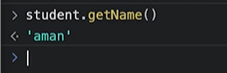 > student.getName()
<· 'aman'
>